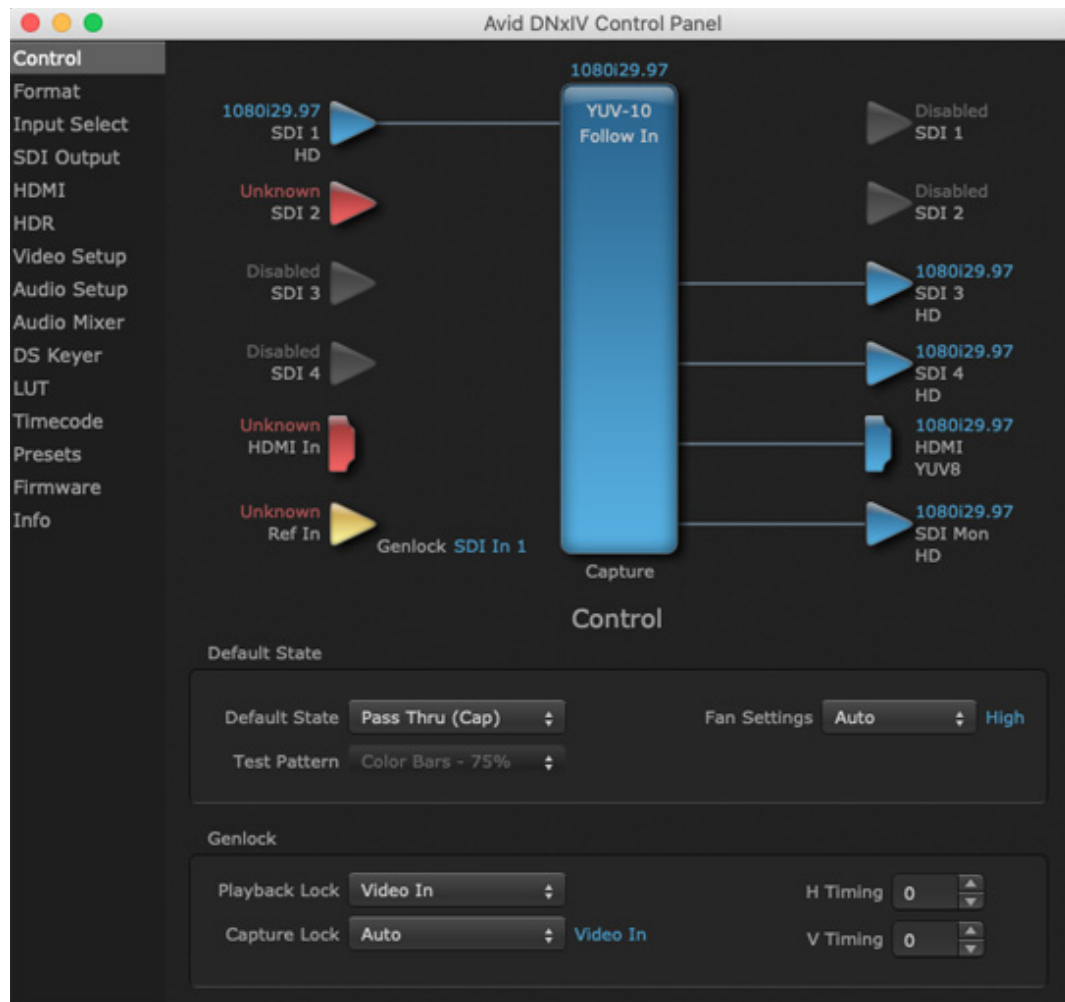 Avid DNxIV Control Panel
Control
Format
Input Select
SDI Output
HDMI
HDR
Video Setup
Audio Setup
Audio Mixer
DS Keyer
LUT
Timecode
Presets
Firmware
Info
1080i29.97
SDI 1
HD
Unknown
SDI 2
Disabled
SDI 3
Disabled
SDI 4
Unknown
HDMI In
Unknown
Ref In
Genlock SDI In 1
1080i29.97
YUV-10
Follow In
Capture
Disabled
SDI 1
Disabled
SDI 2
1080i29.97
SDI 3
HD
1080i29.97
SDI 4
HD
1080i29.97
HDMI
YUV8
1080i29.97
SDI Mon
HD
Control
Default State
Default State Pass Thru (Cap) Fan Settings Auto High
Test Pattern Color Bars - 75%
Genlock
Playback Lock Video In H Timing 0
Capture Lock Auto Video In V Timing 0